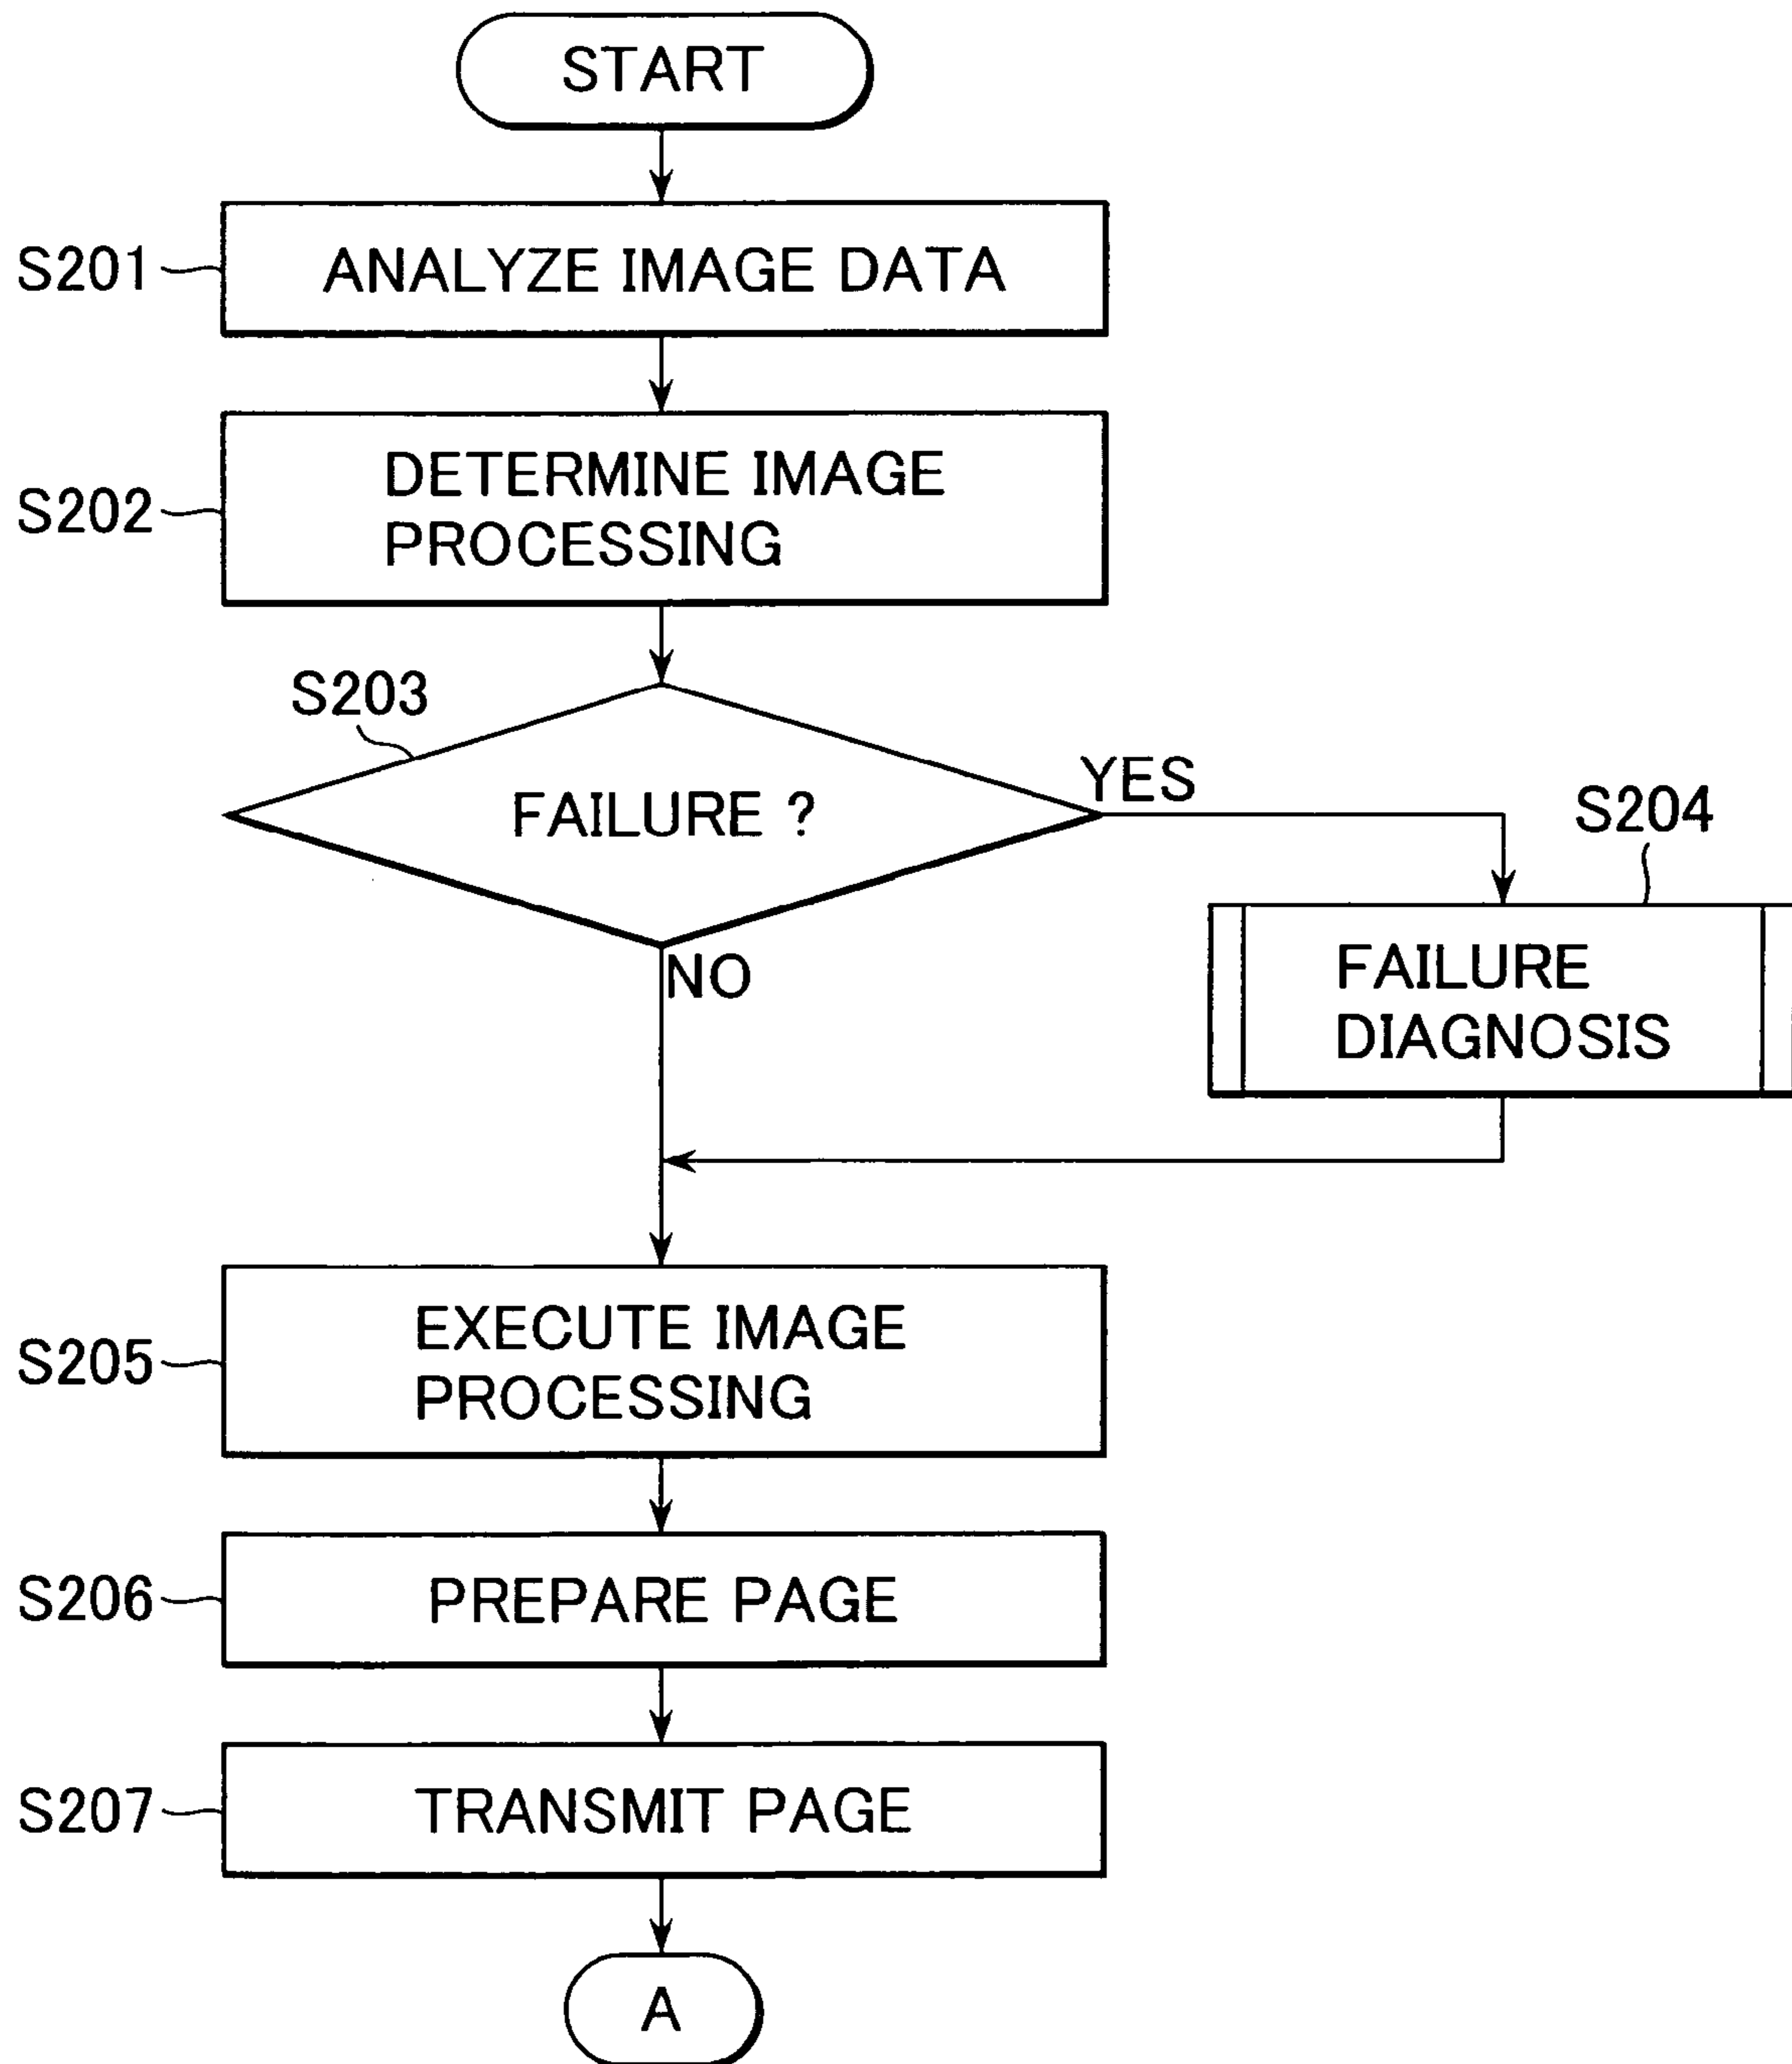 START
S201
ANALYZE IMAGE DATA
S202
DETERMINE IMAGE
PROCESSING
S203
FAILURE ?
YES
NO
S204
FAILURE
DIAGNOSIS
S205
EXECUTE IMAGE
PROCESSING
S206
PREPARE PAGE
S207
TRANSMIT PAGE
A